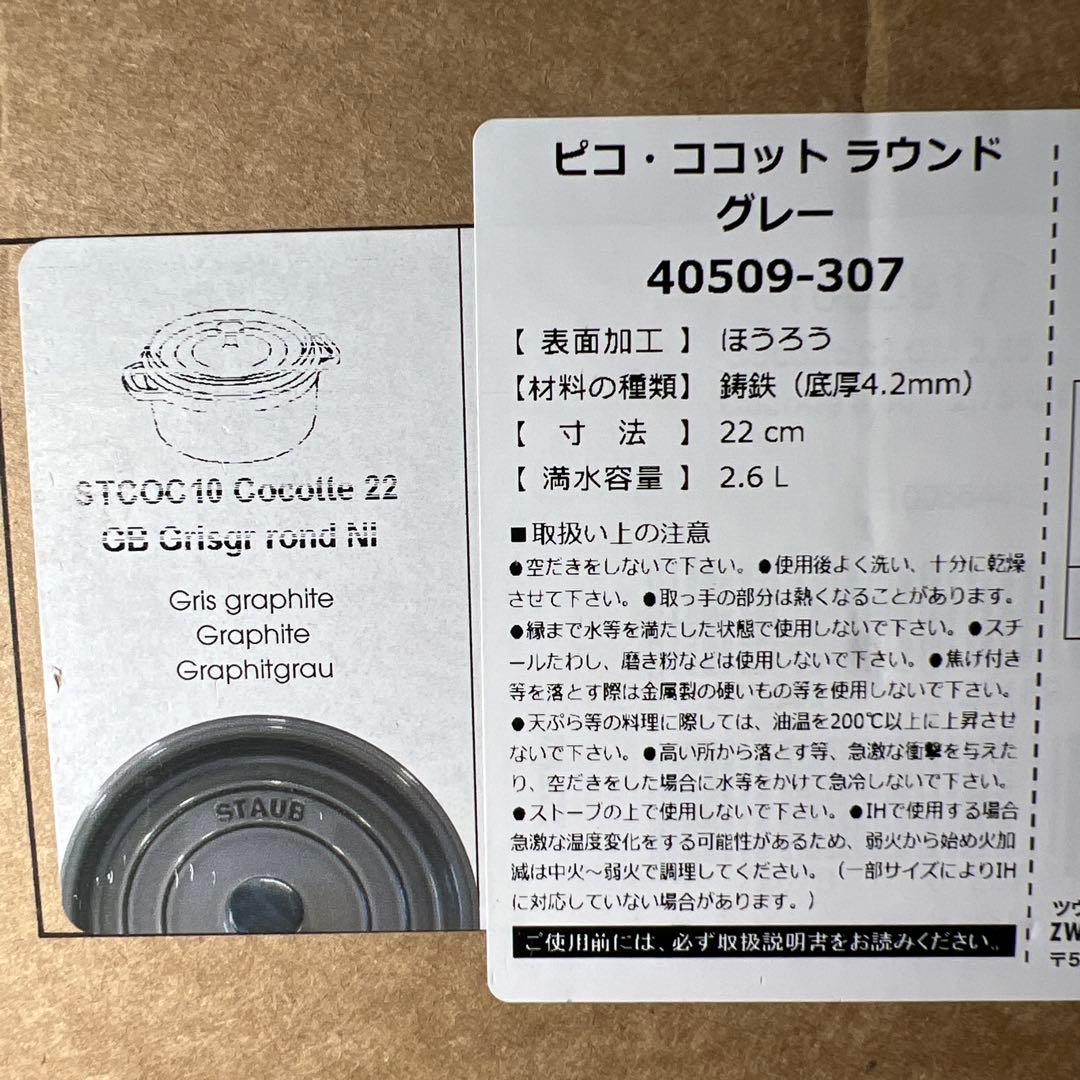 STCOC10 Cocotte 22
GB Grisgr rond NI
Gris graphite
Graphite
Graphitgrau
STAUB
ピコ・ココット ラウンド
グレー
40509-307
【 表面加工 】 ほうろう
【材料の種類】 鋳鉄（底厚4.2mm）
【 寸 法 】 22 cm
【 満水容量 】 2.6 L
■取扱い上の注意
●空だきをしないで下さい。●使用後よく洗い、十分に乾燥
させて下さい。●取っ手の部分は熱くなることがあります。
●縁まで水等を満たした状態で使用しないで下さい。●スチ
ールたわし、磨き粉などは使用しないで下さい。●焦げ付き
等を落とす際は金属製の硬いもの等を使用しないで下さい。
●天ぷら等の料理に際しては、油温を200℃以上に上昇させ
ないで下さい。●高い所から落とす等、急激な衝撃を与えた
り、空だきをした場合に水等をかけて急冷しないで下さい。
●ストーブの上で使用しないで下さい。●IHで使用する場合
急激な温度変化をする可能性があるため、弱火から始め火加
減は中火～弱火で調理してください。（一部サイズによりIH
に対応していない場合があります。）
ご使用前には、必ず取扱説明書をお読みください。
ツヴ
ZW
〒5